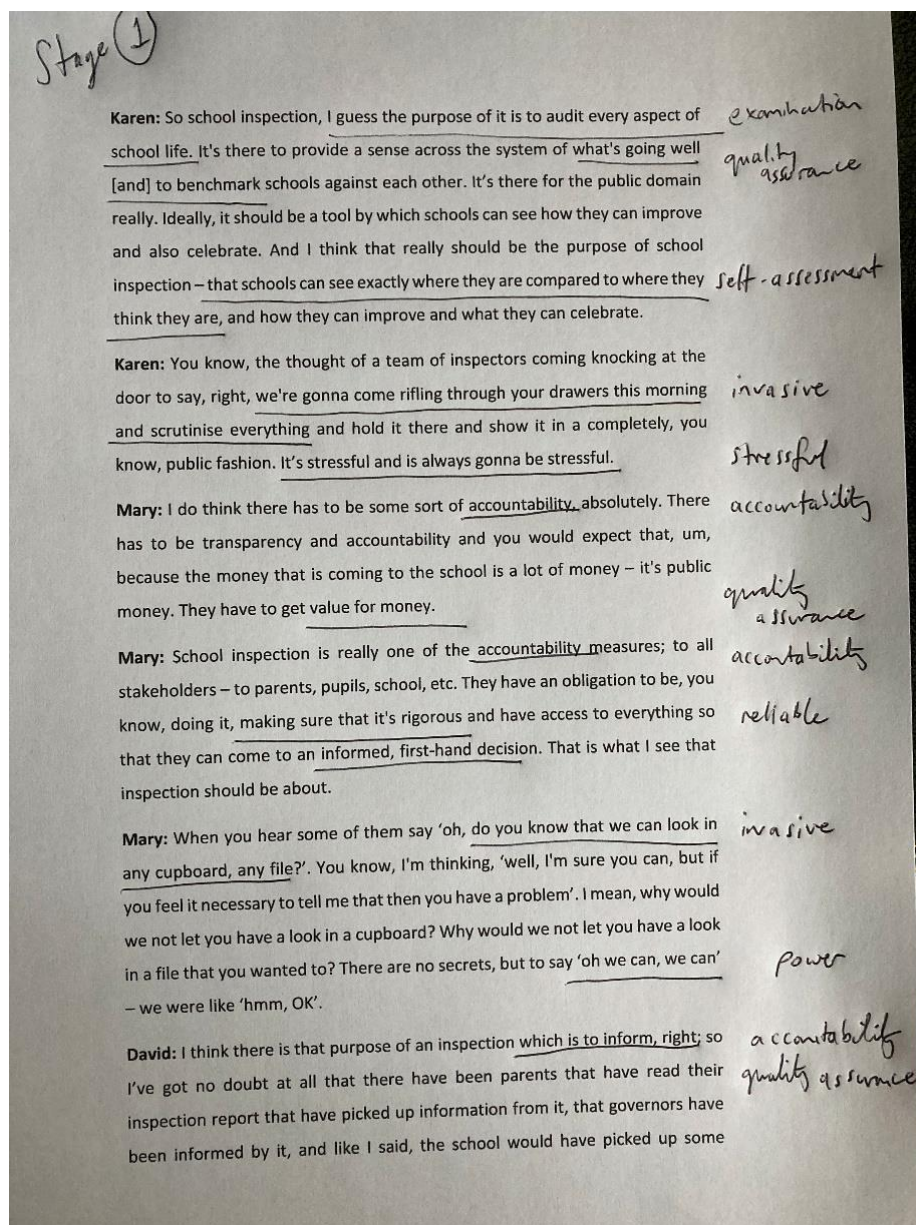 Stage 1
Karen: So school inspection, I guess the purpose of it is to audit every aspect of examination
school life. It's there to provide a sense across the system of what's going well quality
[and] to benchmark schools against each other. It's there for the public domain assurance
really. Ideally, it should be a tool by which schools can see how they can improve
and also celebrate. And I think that really should be the purpose of school
inspection – that schools can see exactly where they are compared to where they self-assessment
think they are, and how they can improve and what they can celebrate.
Karen: You know, the thought of a team of inspectors coming knocking at the
door to say, right, we're gonna come rifling through your drawers this morning invasive
and scrutinise everything and hold it there and show it in a completely, you
know, public fashion. It's stressful and is always gonna be stressful. stressful
Mary: I do think there has to be some sort of accountability, absolutely. There accountability
has to be transparency and accountability and you would expect that, um,
because the money that is coming to the school is a lot of money – it's public
money. They have to get value for money. quality assurance
Mary: School inspection is really one of the accountability measures; to all accontability
stakeholders – to parents, pupils, school, etc. They have an obligation to be, you
know, doing it, making sure that it's rigorous and have access to everything so reliable
that they can come to an informed, first-hand decision. That is what I see that
inspection should be about.
Mary: When you hear some of them say 'oh, do you know that we can look in invasive
any cupboard, any file?'. You know, I'm thinking, 'well, I'm sure you can, but if
you feel it necessary to tell me that then you have a problem'. I mean, why would
we not let you have a look in a cupboard? Why would we not let you have a look
in a file that you wanted to? There are no secrets, but to say 'oh we can, we can' power
– we were like 'hmm, OK'.
David: I think there is that purpose of an inspection which is to inform, right; so accontability
I've got no doubt at all that there have been parents that have read their quality assurance
inspection report that have picked up information from it, that governors have
been informed by it, and like I said, the school would have picked up some